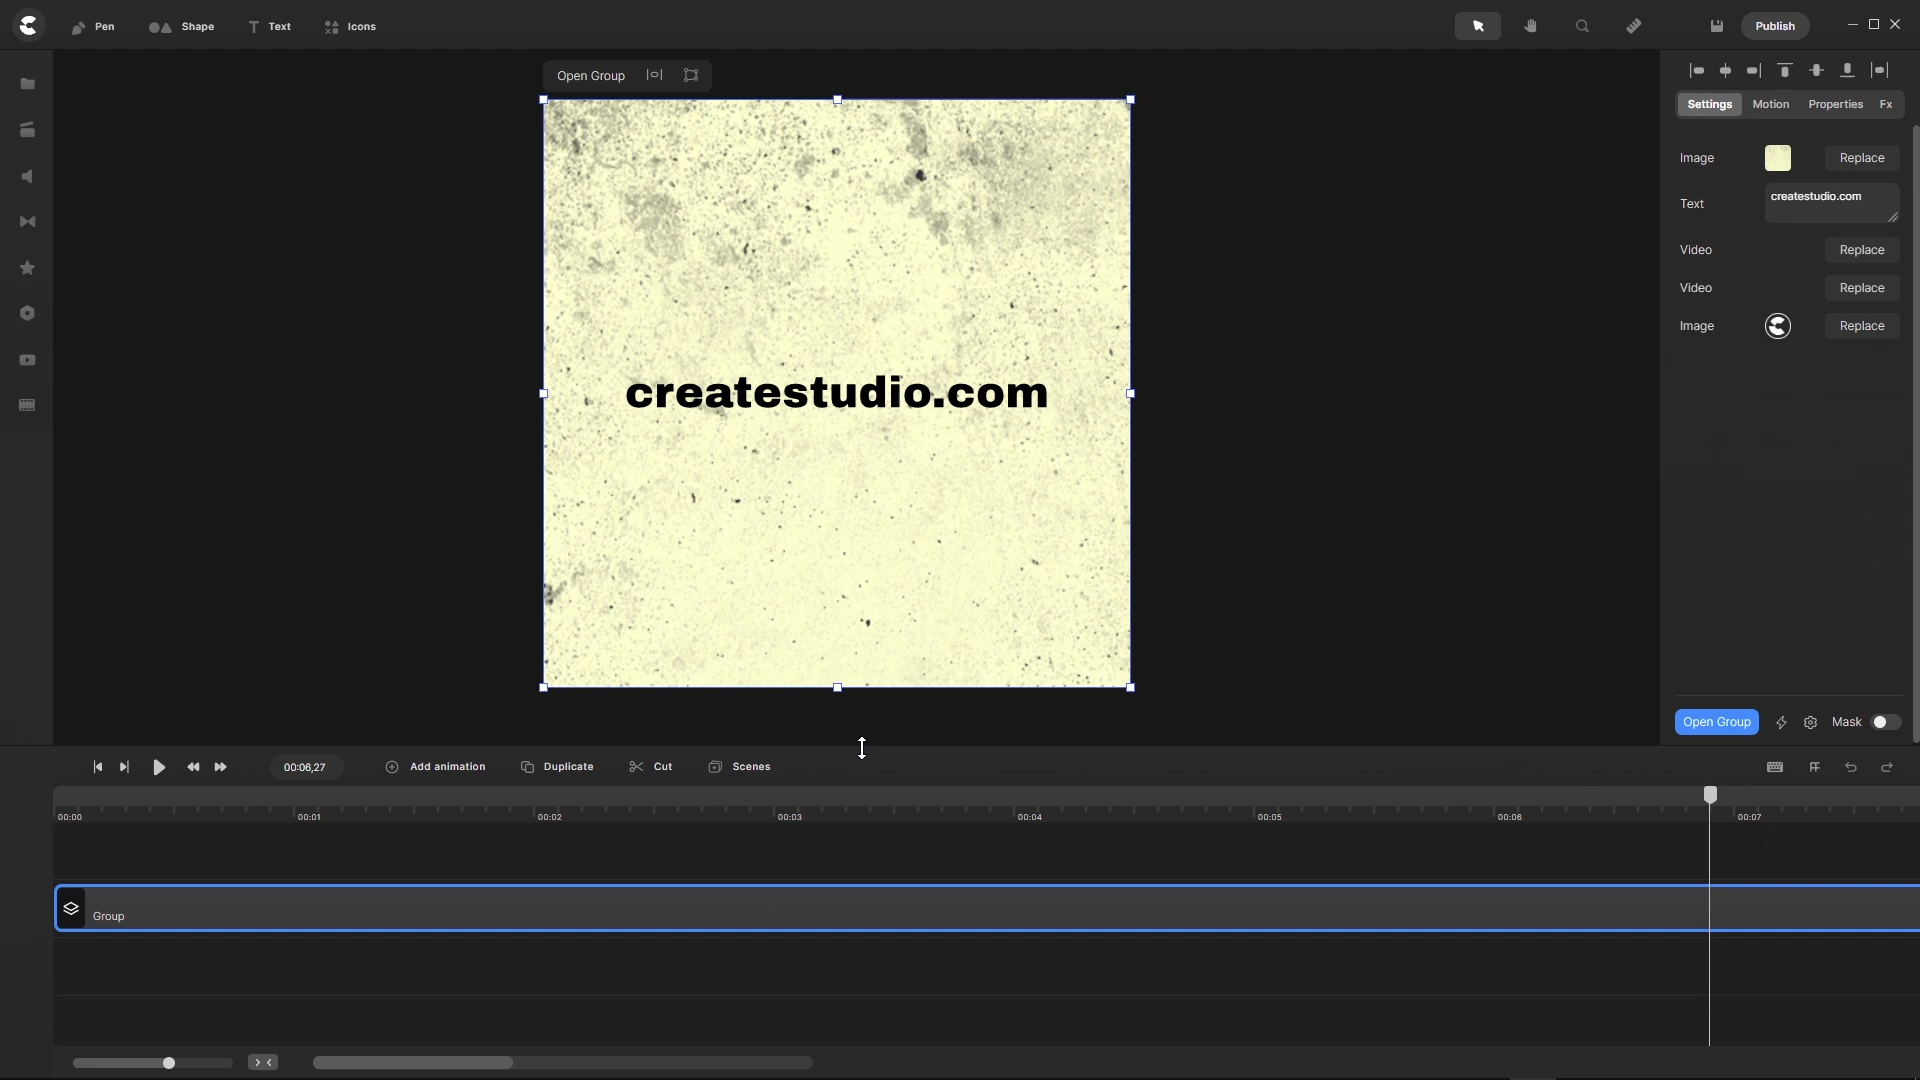 Pen
Shape
Text
Icons
Publish
Open Group
Settings
Motion
Properties
Fx
Image
Replace
Text
createstudio.com
Video
Replace
Video
Replace
Image
Replace
createstudio.com
Open Group
Mask
00:06,27
Add animation
Duplicate
Cut
Scenes
00:00
00:01
00:02
00:03
00:04
00:05
00:06
00:07
Group